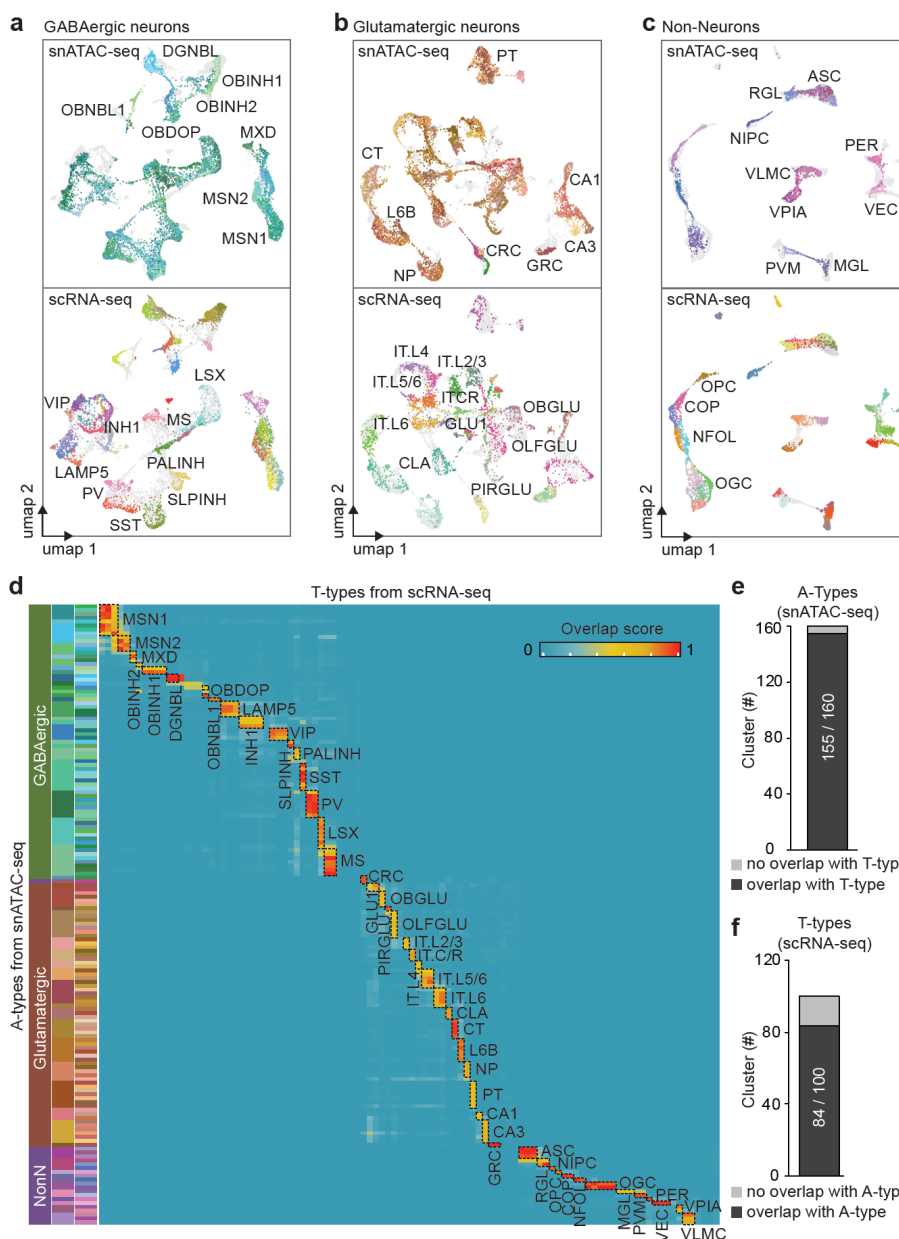 a GABAergic neurons
snATAC-seq
DGNBL
OBINH1
OBNBL1
OBINH2
OBDOP
MXD
MSN2
MSN1
scRNA-seq
LSX
VIP
INH1
MS
LAMP5
PALINH
PV
SLPINH
SST
umap 2
umap 1
b Glutamatergic neurons
snATAC-seq
PT
CT
CA1
L6B
CRC
CA3
GRC
NP
scRNA-seq
IT.L4
IT.L2/3
IT.L5/6
ITCR
IT.L6
GLU1
OBGLU
OLFGLU
CLA
PIRGLU
umap 2
umap 1
c Non-Neurons
snATAC-seq
ASC
RGL
NIPC
PER
VLMC
VPIA
VEC
PVM
MGL
scRNA-seq
OPC
COP
NFOL
OGC
umap 2
umap 1
d
T-types from scRNA-seq
A-types from snATAC-seq
GABAergic
Glutamatergic
NonN
Overlap score
0
1
MSN1
MSN2
MXD
OBINH2
OBINH1
DGNBL
OBDOP
OBNBL1
LAMP5
INH1
VIP
SLPINH
PALINH
SST
PV
LSX
MS
CRC
GLU1
OBGLU
PIRGLU
OLFGLU
IT.L2/3
IT.C/R
IT.L4
IT.L5/6
IT.L6
CLA
CT
L6B
NP
PT
CA1
CA3
GRC
ASC
RGL
NIPC
OPC
COP
NFOL
OGC
MGL
PVM
PER
VEC
VPIA
VLMC
e
A-Types
(snATAC-seq)
Cluster (#)
160
120
80
40
0
155 / 160
no overlap with T-type
overlap with T-type
f
T-types
(scRNA-seq)
Cluster (#)
120
80
40
0
84 / 100
no overlap with A-type
overlap with A-type